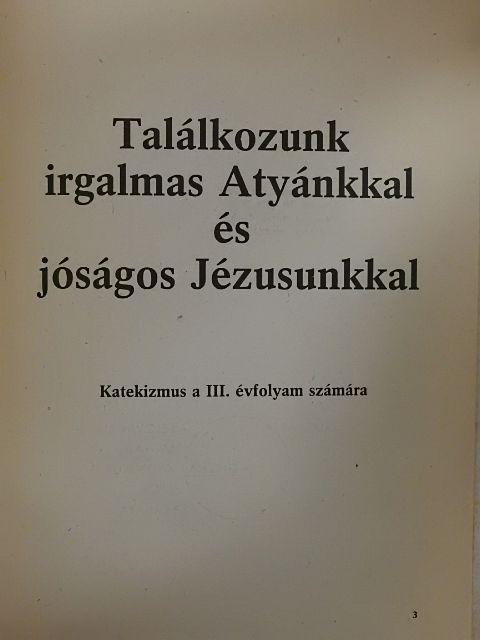 Találkozunk
irgalmas Atyánkkal
és
jóságos Jézusunkkal
Katekizmus a III. évfolyam számára
3